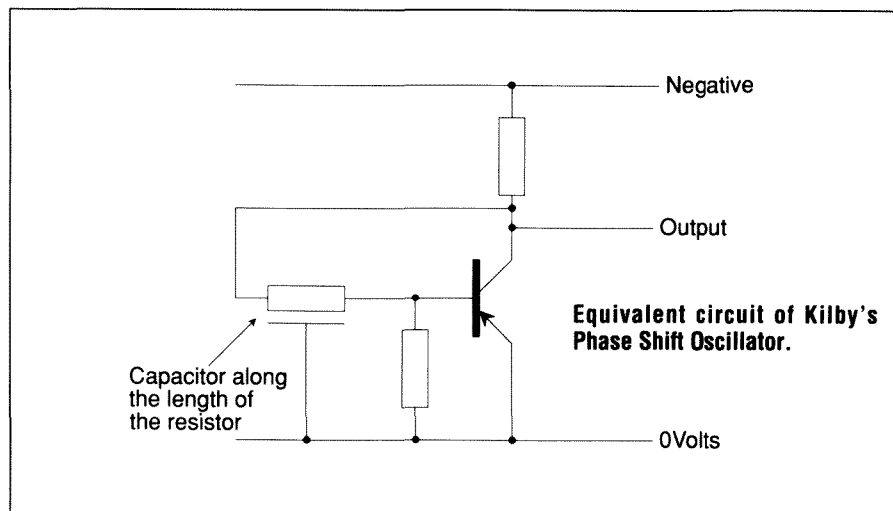 Negative
Output
Equivalent circuit of Kilby's
Phase Shift Oscillator.
Capacitor along
the length of
the resistor
0Volts